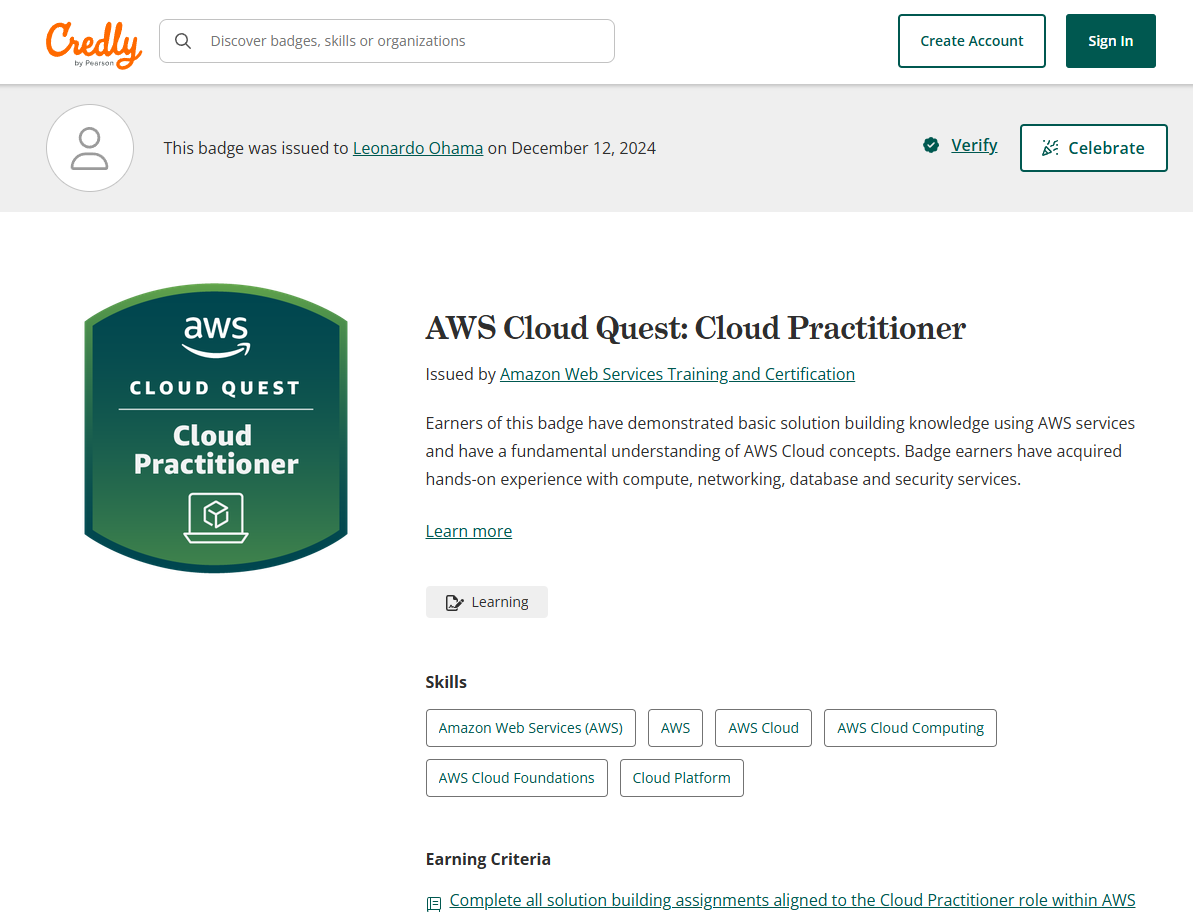 Credly
by Pearson
Discover badges, skills or organizations
Create Account
Sign In
This badge was issued to Leonardo Ohama on December 12, 2024
Verify
Celebrate
aws
CLOUD QUEST
Cloud
Practitioner
AWS Cloud Quest: Cloud Practitioner
Issued by Amazon Web Services Training and Certification
Earners of this badge have demonstrated basic solution building knowledge using AWS services
and have a fundamental understanding of AWS Cloud concepts. Badge earners have acquired
hands-on experience with compute, networking, database and security services.
Learn more
Learning
Skills
Amazon Web Services (AWS)
AWS
AWS Cloud
AWS Cloud Computing
AWS Cloud Foundations
Cloud Platform
Earning Criteria
Complete all solution building assignments aligned to the Cloud Practitioner role within AWS